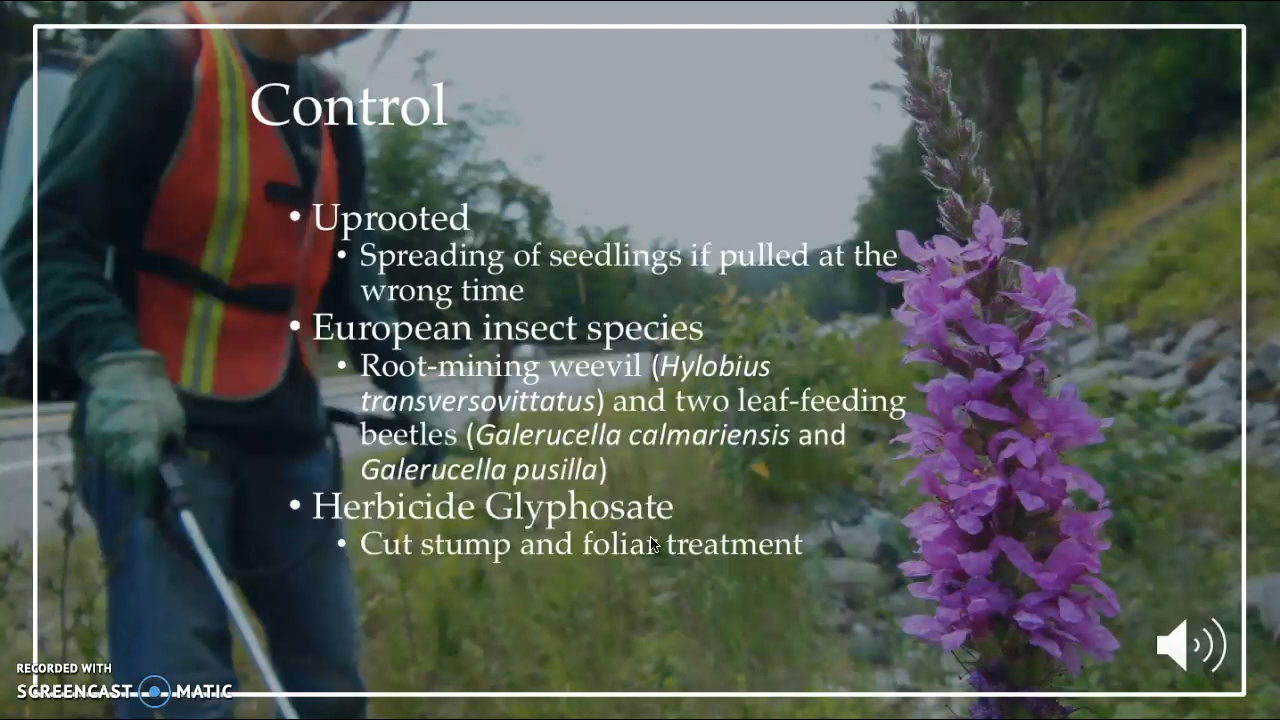 Control
• Uprooted
• Spreading of seedlings if pulled at the
wrong time
• European insect species
• Root-mining weevil (Hylobius
transversovittatus) and two leaf-feeding
beetles (Galerucella calmariensis and
Galerucella pusilla)
• Herbicide Glyphosate
• Cut stump and foliar treatment
RECORDED WITH
SCREENCAST MATIC